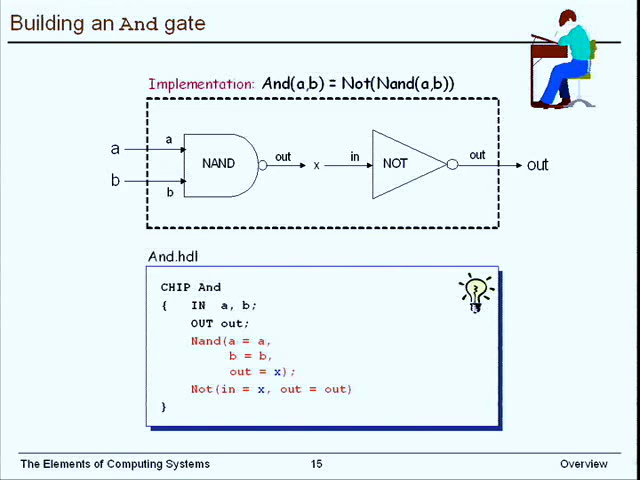 Building an And gate
Implementation: And(a,b) = Not(Nand(a,b))
a
a
NAND
out
x
in
NOT
out
out
b
b
And.hdl
CHIP And
{ IN a, b;
OUT out;
Nand(a = a,
b = b,
out = x);
Not(in = x, out = out)
}
The Elements of Computing Systems
15
Overview